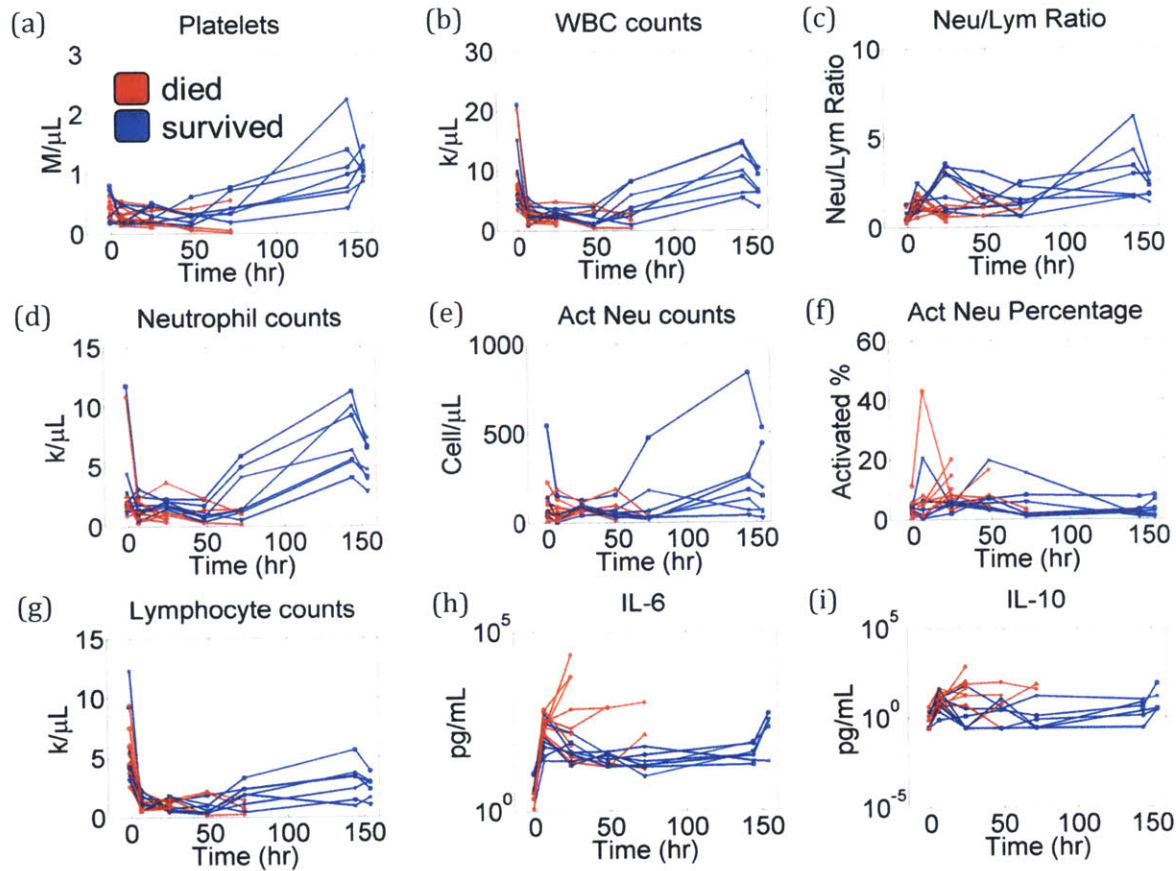 (a) Platelets
M/μL
3
2
1
0
died
survived
0 50 100 150
Time (hr)
(b) WBC counts
k/μL
30
20
10
0
0 50 100 150
Time (hr)
(c) Neu/Lym Ratio
Neu/Lym Ratio
10
5
0
0 50 100 150
Time (hr)
(d) Neutrophil counts
k/μL
15
10
5
0
0 50 100 150
Time (hr)
(e) Act Neu counts
Cell/μL
1000
500
0
0 50 100 150
Time (hr)
(f) Act Neu Percentage
Activated %
60
40
20
0
0 50 100 150
Time (hr)
(g) Lymphocyte counts
k/μL
15
10
5
0
0 50 100 150
Time (hr)
(h) IL-6
pg/mL
10^5
10^0
0 50 100 150
Time (hr)
(i) IL-10
pg/mL
10^5
10^0
10^-5
0 50 100 150
Time (hr)